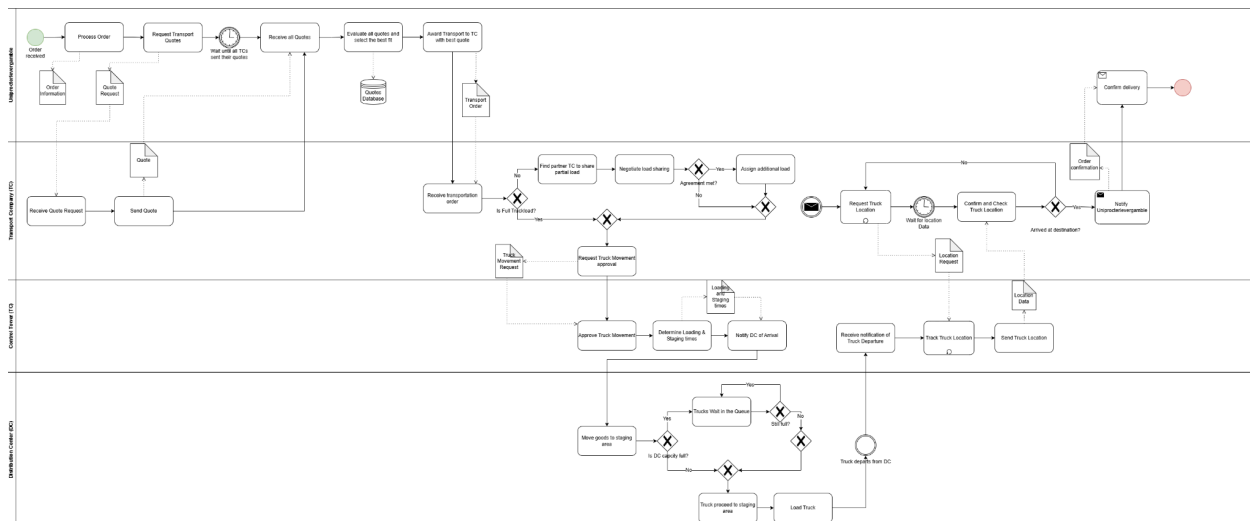 Uniprocterlevergamble
Order
received
Process Order
Request Transport
Quotes
Wait until all TCs
sent their quotes
Receive all Quotes
Evaluate all quotes and
select the best fit
Award Transport to TC
with best quote
Order
Information
Quote
Request
Quotes
Database
Transport
Order
Confirm delivery
Transport Company (TC)
Receive Quote Request
Quote
Send Quote
Receive transportation
order
Is Full Truckload?
No
Yes
Find partner TC to share
partial load
Negotiate load sharing
Agreement met?
Yes
No
Assign additional load
Truck
Movement
Request
Request Truck Movement
approval
Request Truck
Location
Wait for location
Data
Confirm and Check
Truck Location
No
Arrived at destination?
Yes
Order
confirmation
Notify
Uniprocterlevergamble
Location
Request
Control Tower (TC)
Approve Truck Movement
Determine Loading &
Staging times
Loading
and
Staging
times
Notify DC of Arrival
Receive notification of
Truck Departure
Track Truck Location
Send Truck Location
Location
Data
Distribution Center (DC)
Move goods to staging
area
Is DC capcity full?
Yes
No
Trucks Wait in the Queue
Yes
Still full?
No
Truck proceed to staging
area
Load Truck
Truck departs from DC